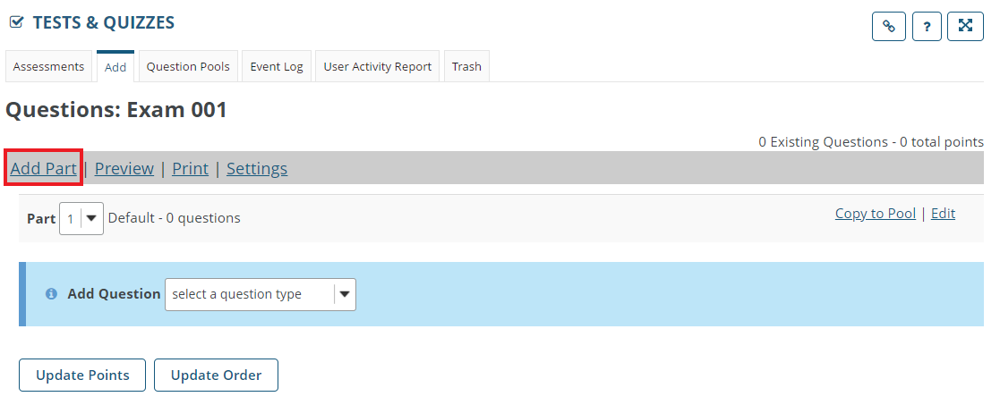 TESTS & QUIZZES
?
Assessments Add Question Pools Event Log User Activity Report Trash
Questions: Exam 001
0 Existing Questions - 0 total points
Add Part | Preview | Print | Settings
Part 1 Default - 0 questions Copy to Pool | Edit
Add Question select a question type
Update Points Update Order